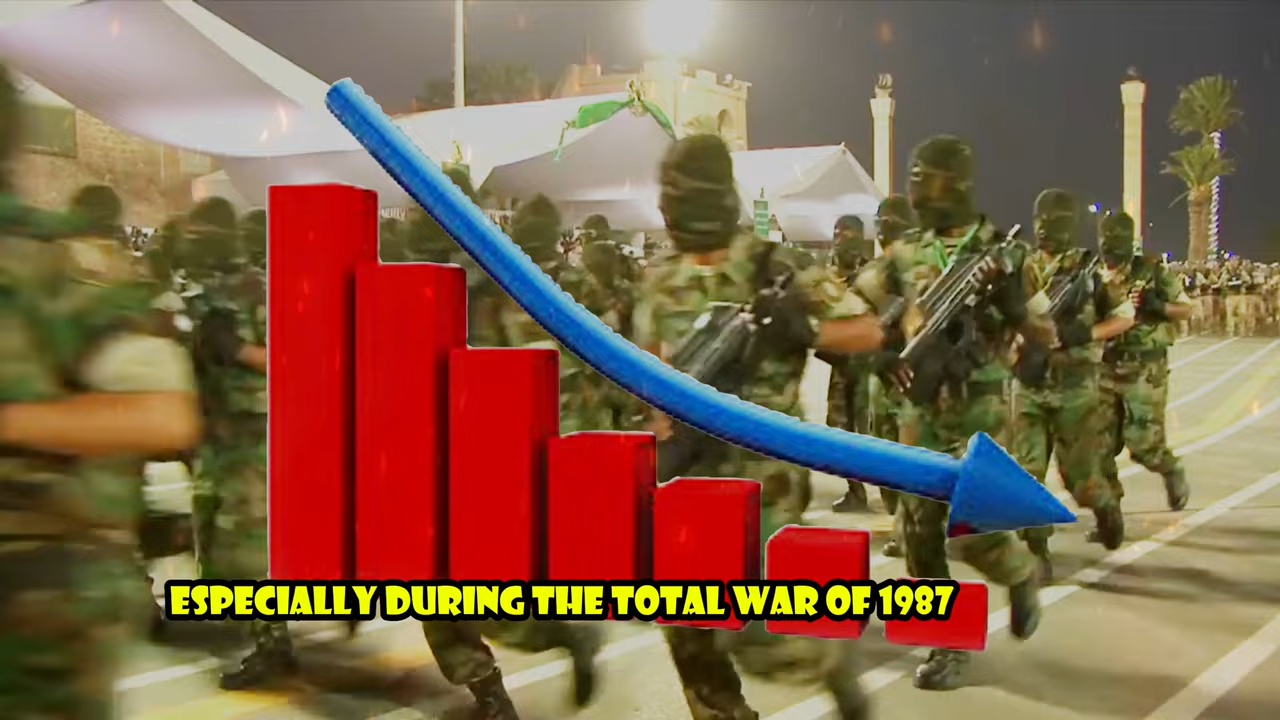 ESPECIALLY DURING THE TOTAL WAR OF 1987